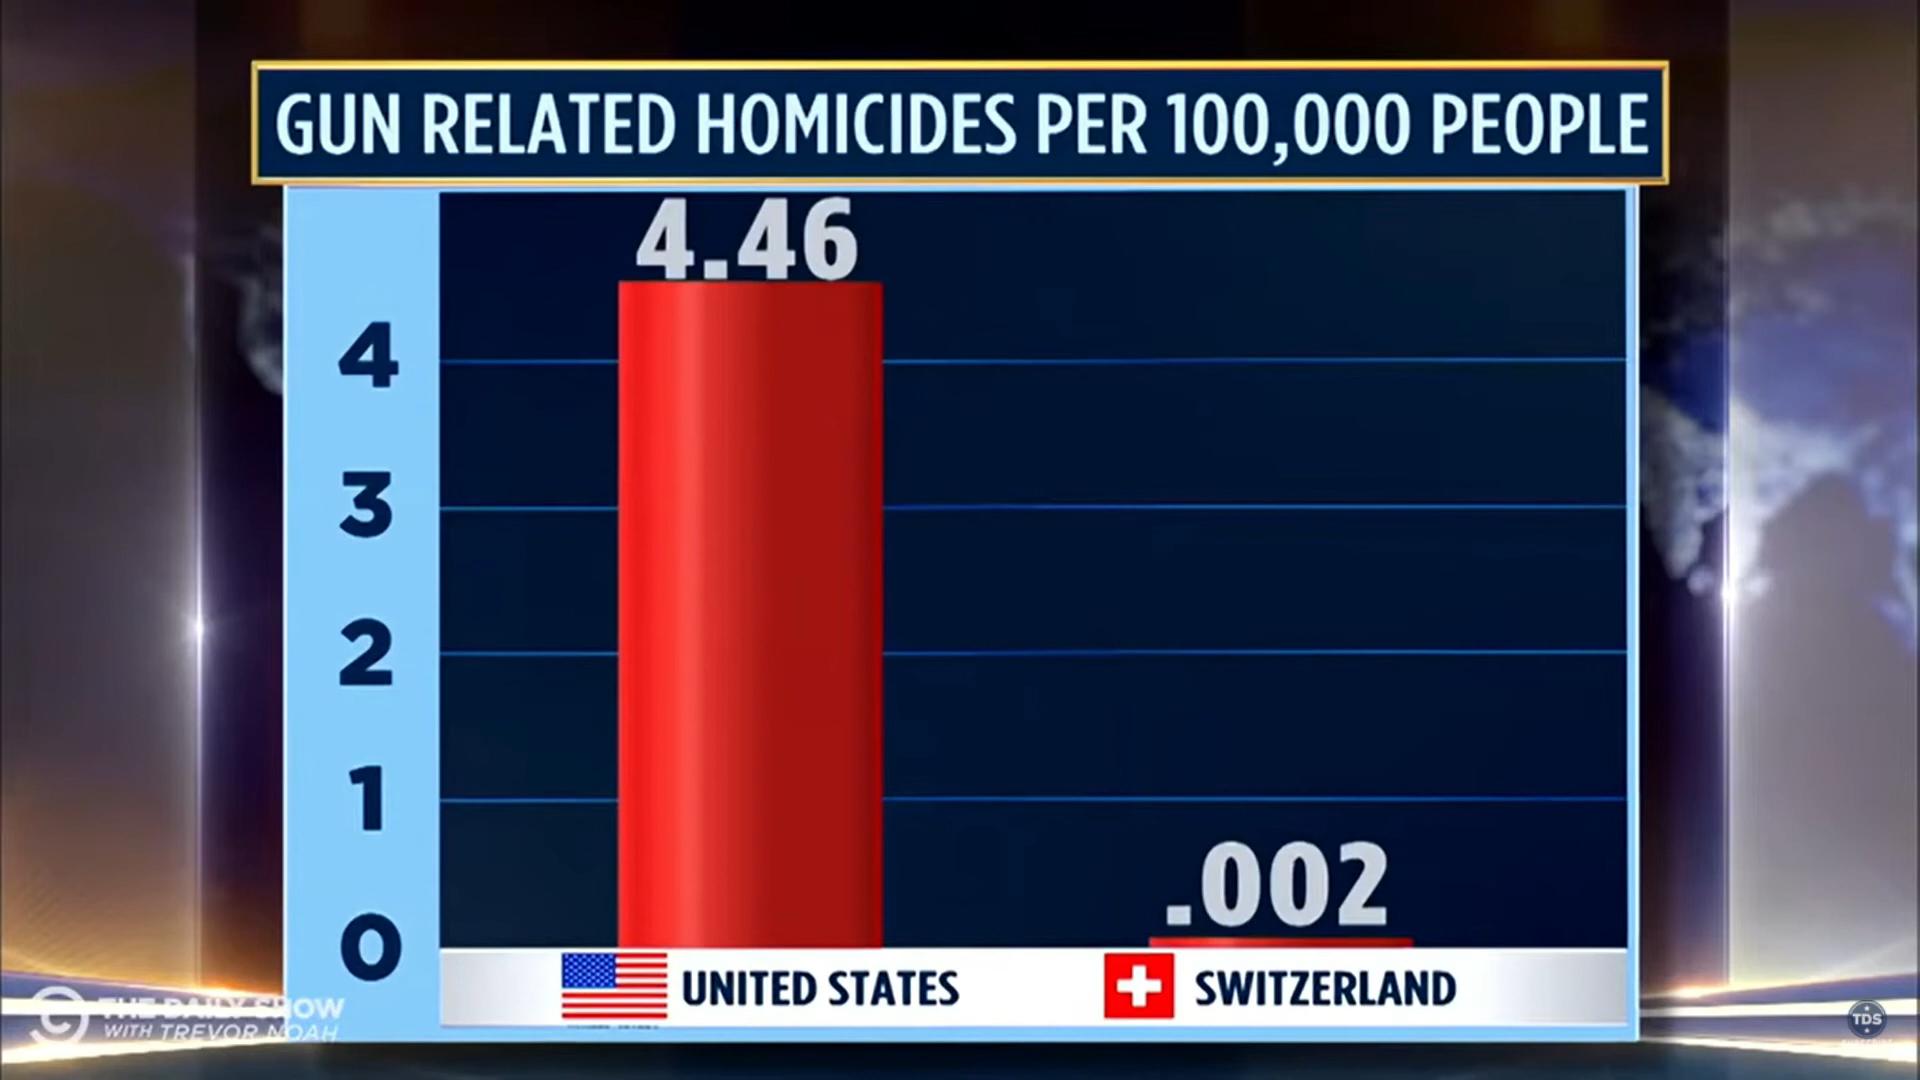 GUN RELATED HOMICIDES PER 100,000 PEOPLE
4.46
4
3
2
1
.002
0
UNITED STATES
SWITZERLAND
THE DAILY SHOW
WITH TREVOR NOAH
TDS